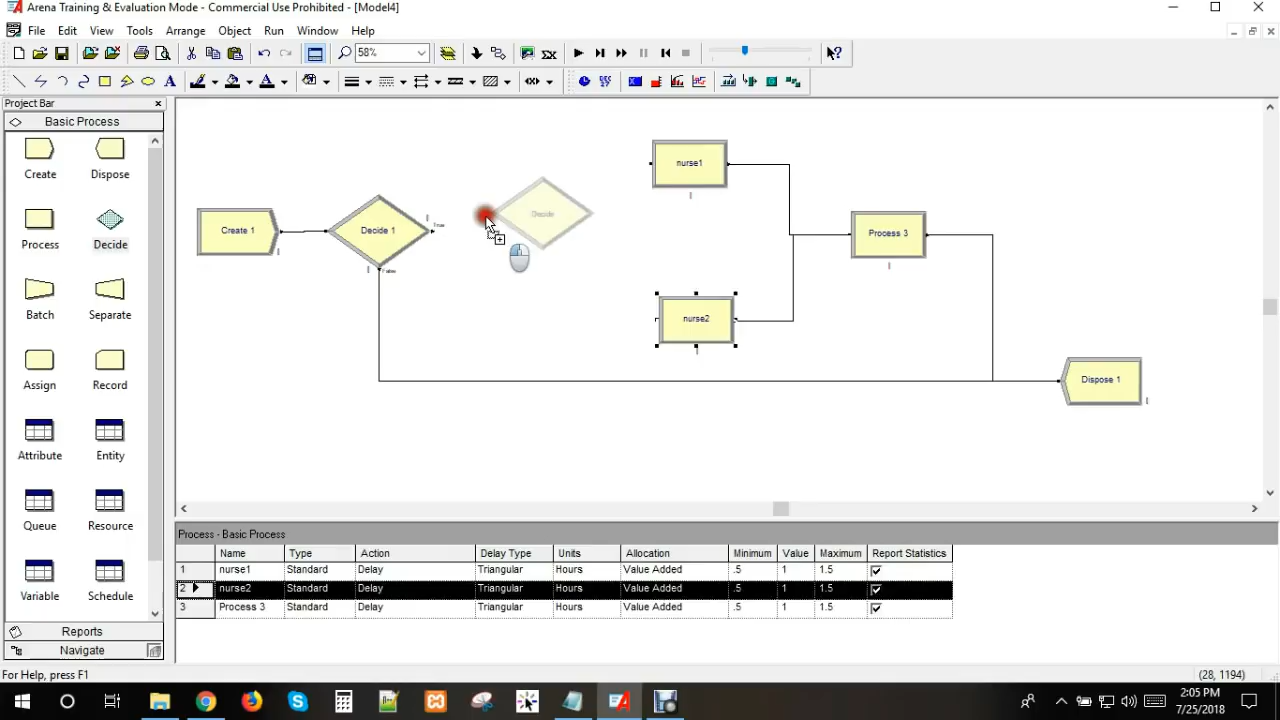 Arena Training & Evaluation Mode - Commercial Use Prohibited - [Model4]
File Edit View Tools Arrange Object Run Window Help
58%
Project Bar
Basic Process
Create Dispose
Process Decide
Batch Separate
Assign Record
Attribute Entity
Queue Resource
Variable Schedule
Reports
Navigate
Create 1
Decide 1
True
False
Decide
nurse1
nurse2
Process 3
Dispose 1
Process - Basic Process
Name Type Action Delay Type Units Allocation Minimum Value Maximum Report Statistics
1 nurse1 Standard Delay Triangular Hours Value Added .5 1 1.5
2 nurse2 Standard Delay Triangular Hours Value Added .5 1 1.5
3 Process 3 Standard Delay Triangular Hours Value Added .5 1 1.5
For Help, press F1
(28, 1194)
2:05 PM
7/25/2018